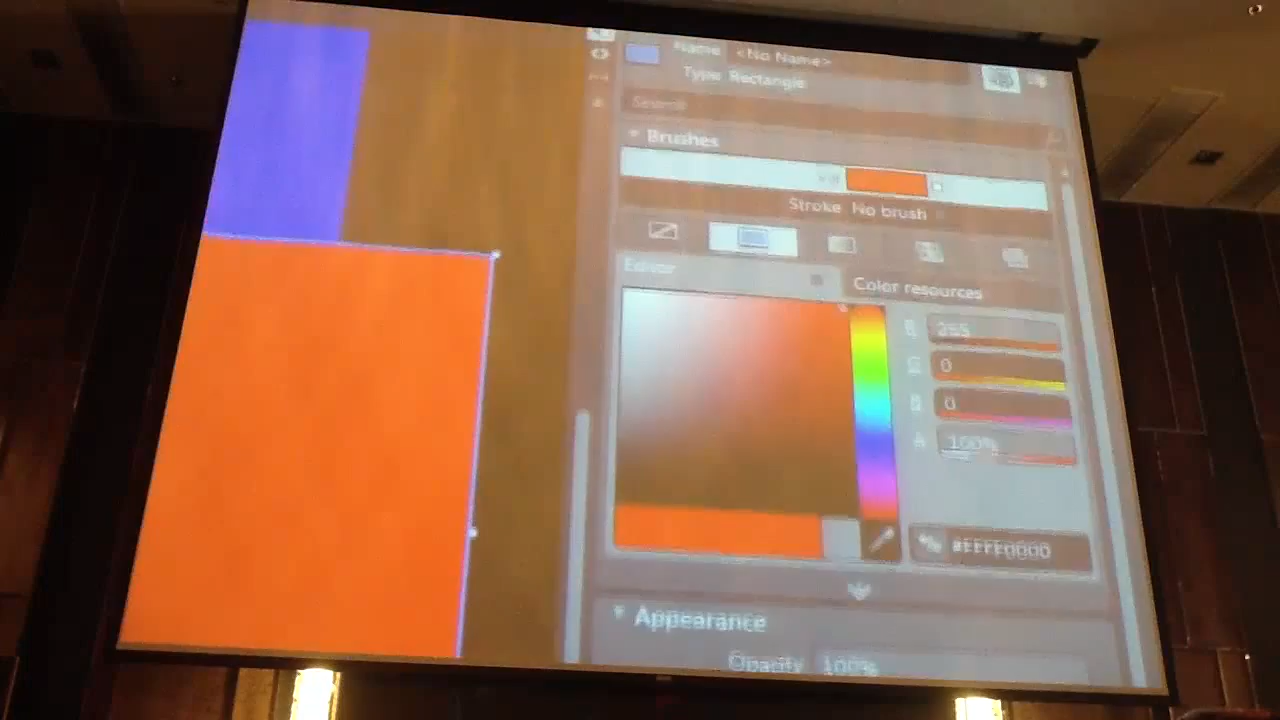 Name <No Name>
Type Rectangle
Search
Brushes
Fill
Stroke No brush
Editor
Color resources
R 255
G 0
B 0
A 100%
#FFFF0000
Appearance
Opacity 100%